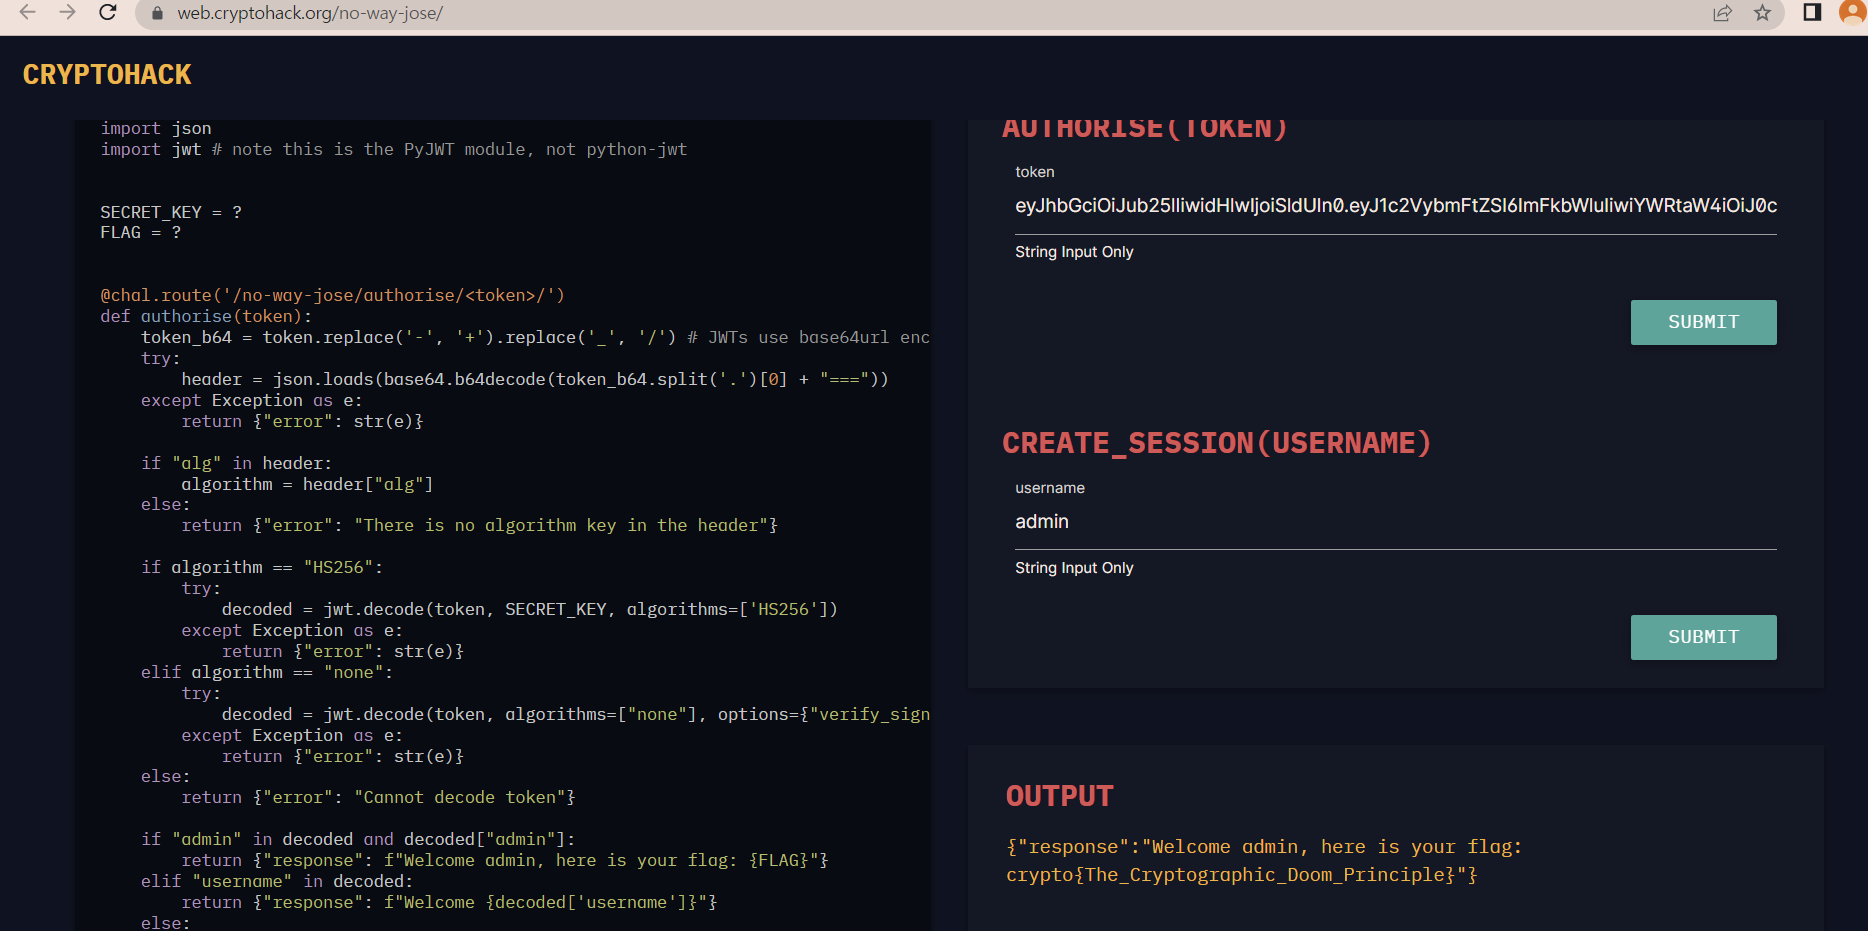 web.cryptohack.org/no-way-jose/
CRYPTOHACK
import json
import jwt # note this is the PyJWT module, not python-jwt
SECRET_KEY = ?
FLAG = ?
@chal.route('/no-way-jose/authorise/<token>/')
def authorise(token):
token_b64 = token.replace('-', '+').replace('_', '/') # JWTs use base64url enc
try:
header = json.loads(base64.b64decode(token_b64.split('.')[0] + "==="))
except Exception as e:
return {"error": str(e)}
if "alg" in header:
algorithm = header["alg"]
else:
return {"error": "There is no algorithm key in the header"}
if algorithm == "HS256":
try:
decoded = jwt.decode(token, SECRET_KEY, algorithms=['HS256'])
except Exception as e:
return {"error": str(e)}
elif algorithm == "none":
try:
decoded = jwt.decode(token, algorithms=["none"], options={"verify_sign
except Exception as e:
return {"error": str(e)}
else:
return {"error": "Cannot decode token"}
if "admin" in decoded and decoded["admin"]:
return {"response": f"Welcome admin, here is your flag: {FLAG}"}
elif "username" in decoded:
return {"response": f"Welcome {decoded['username']}"}
else:
AUTHORISE(TOKEN)
token
eyJhbGciOiJub25lIiwidHlwIjoiSldUIn0.eyJ1c2VybmFtZSI6ImFkbWluIiwiYWRtaW4iOiJ0c
String Input Only
SUBMIT
CREATE_SESSION(USERNAME)
username
admin
String Input Only
SUBMIT
OUTPUT
{"response":"Welcome admin, here is your flag:
crypto{The_Cryptographic_Doom_Principle}"}